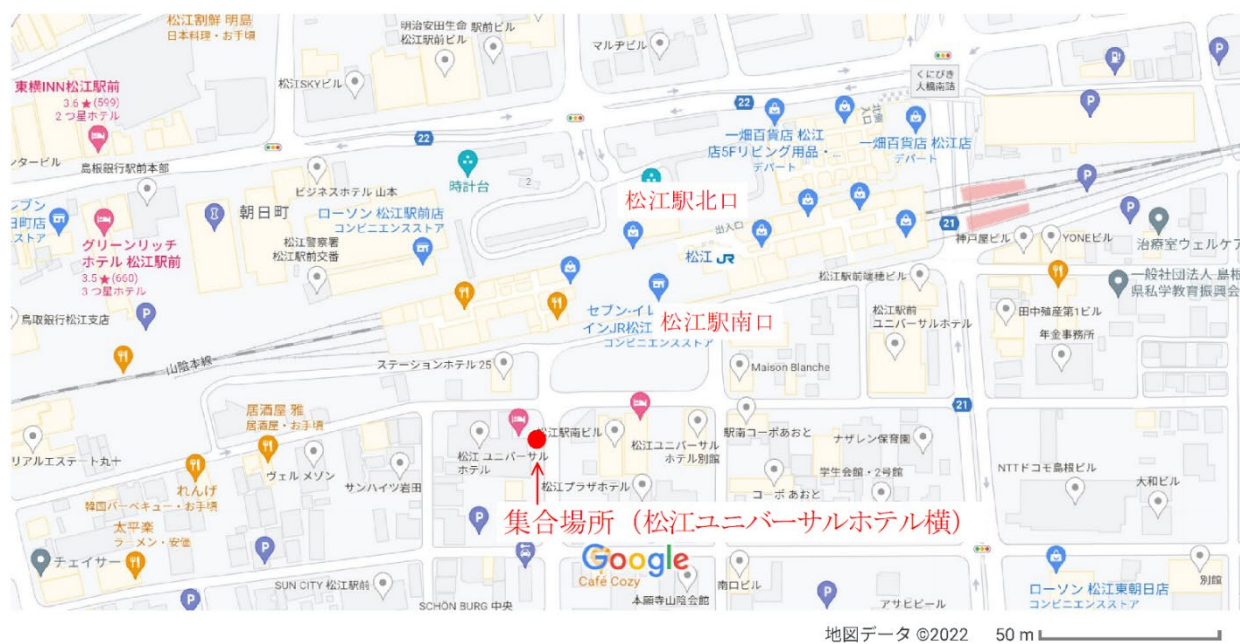 松江割鮮 明島
日本料理・お手頃
明治安田生命
松江駅前ビル
駅前ビル
マルヂビル
松江SKYビル
東横INN松江駅前
3.6★(599)
2 つ星ホテル
くにびき
大橋南詰
22
22
北側
入口
一畑百貨店 松江
店5Fリビング用品・...
デパート
一畑百貨店 松江店
デパート
ンタービル
島根銀行駅前本部
時計台
2
ビジネスホテル 山本
松江駅北口
レブン
日町店
ストア
朝日町
ローソン 松江駅前店
コンビニエンスストア
出入口
21
グリーンリッチ
ホテル 松江駅前
3.5★(660)
3 つ星ホテル
松江警察署
松江駅前交番
松江 JR
神戸屋ビル
YONEビル
治療室ウェルケア
松江駅前端穂ビル
一般社団法人 島根
県私学教育振興会
鳥取銀行松江支店
セブン-イレ
インJR松江
コンビニエンスストア
松江駅南口
松江駅前
ユニバーサルホテル
田中殖産第1ビル
年金事務所
山陰本線
ステーションホテル 25
Maison Blanche
21
居酒屋 雅
居酒屋・お手頃
松江駅南ビル
駅南コーポあおと
ナザレン保育園
リアルエステート丸十
ヴェル メゾン
松江 ユニバーサル
ホテル
松江ユニバーサル
ホテル別館
学生会館・2号館
NTTドコモ島根ビル
れんげ
韓国バーベキュー・お手頃
サンハイツ岩田
松江プラザホテル
コーポ あおと
大和ビル
太平楽
ラーメン・安価
集合場所（松江ユニバーサルホテル横）
チェイサー
Google
Café Cozy
SUN CITY 松江駅前
南口ビル
ローソン 松江東朝日店
コンビニエンスストア
別館
SCHÖN BURG 中央
本願寺山陰会館
アサヒビール
地図データ ©2022 50 m